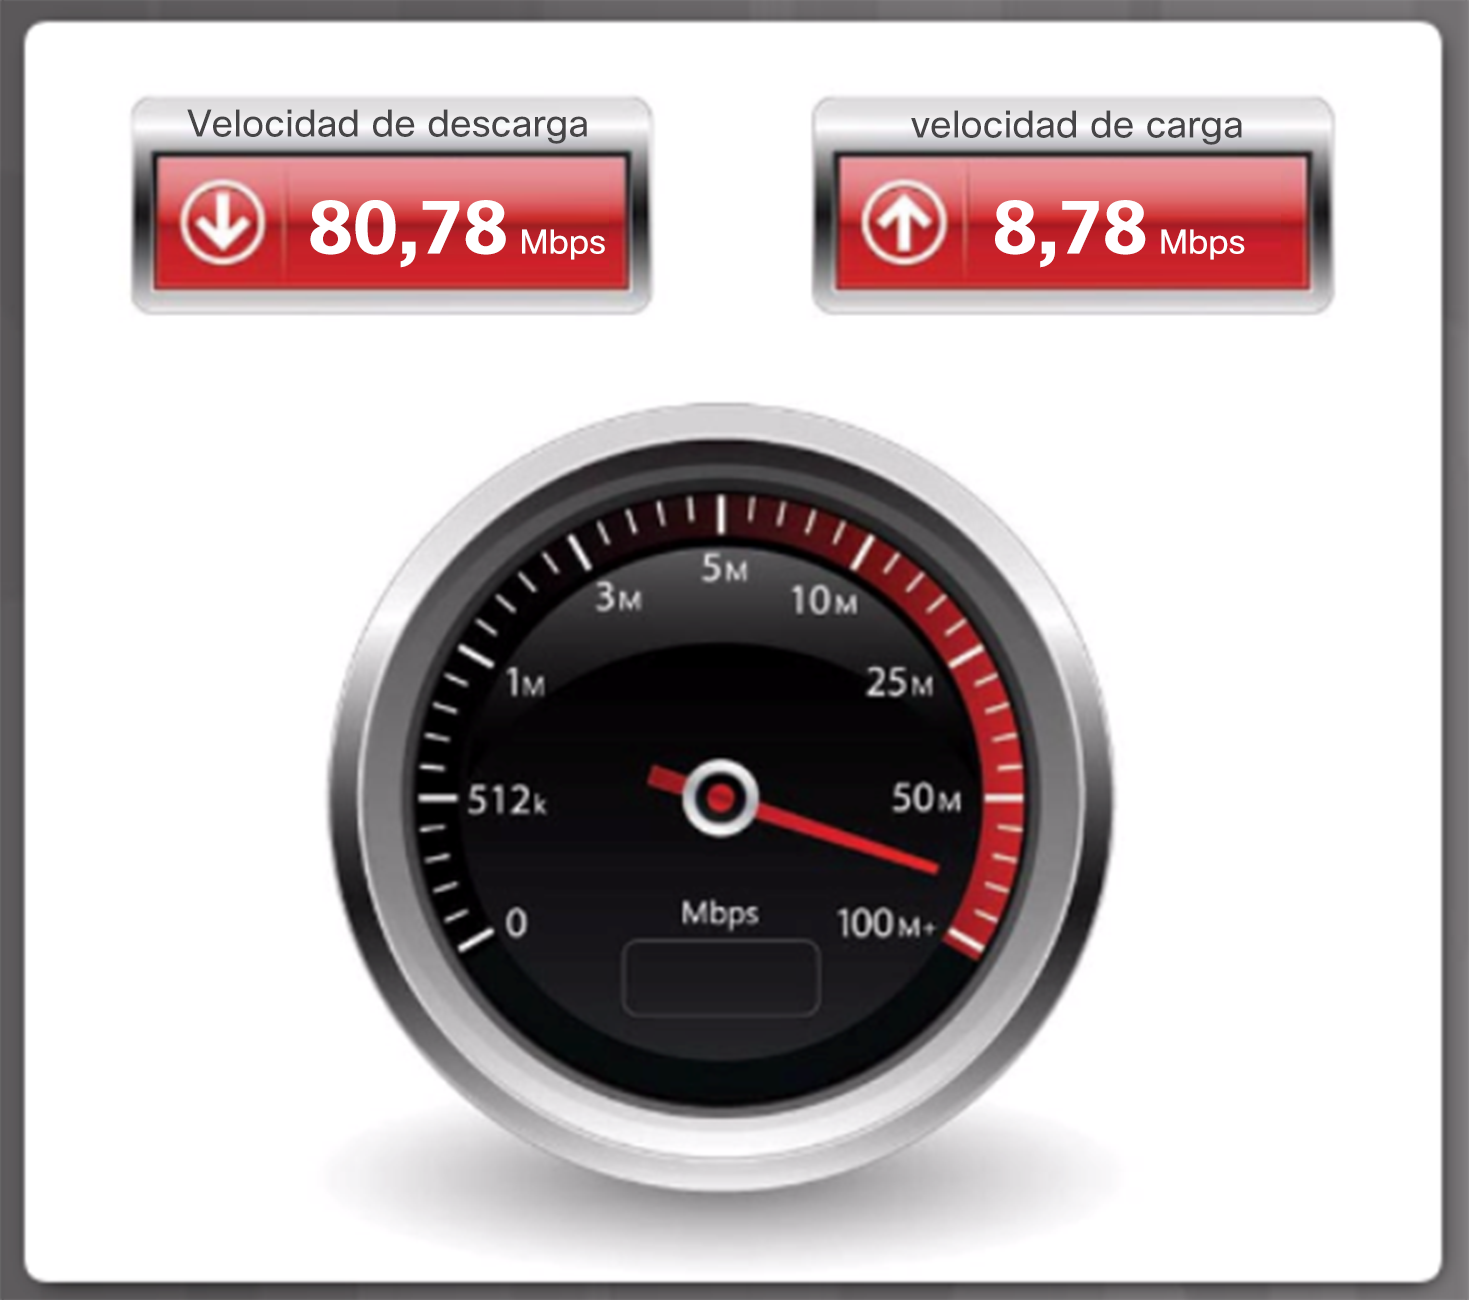 Velocidad de descarga
80,78 Mbps
velocidad de carga
8,78 Mbps
5M
3M
10M
1M
25M
512k
50M
0
100M+
Mbps